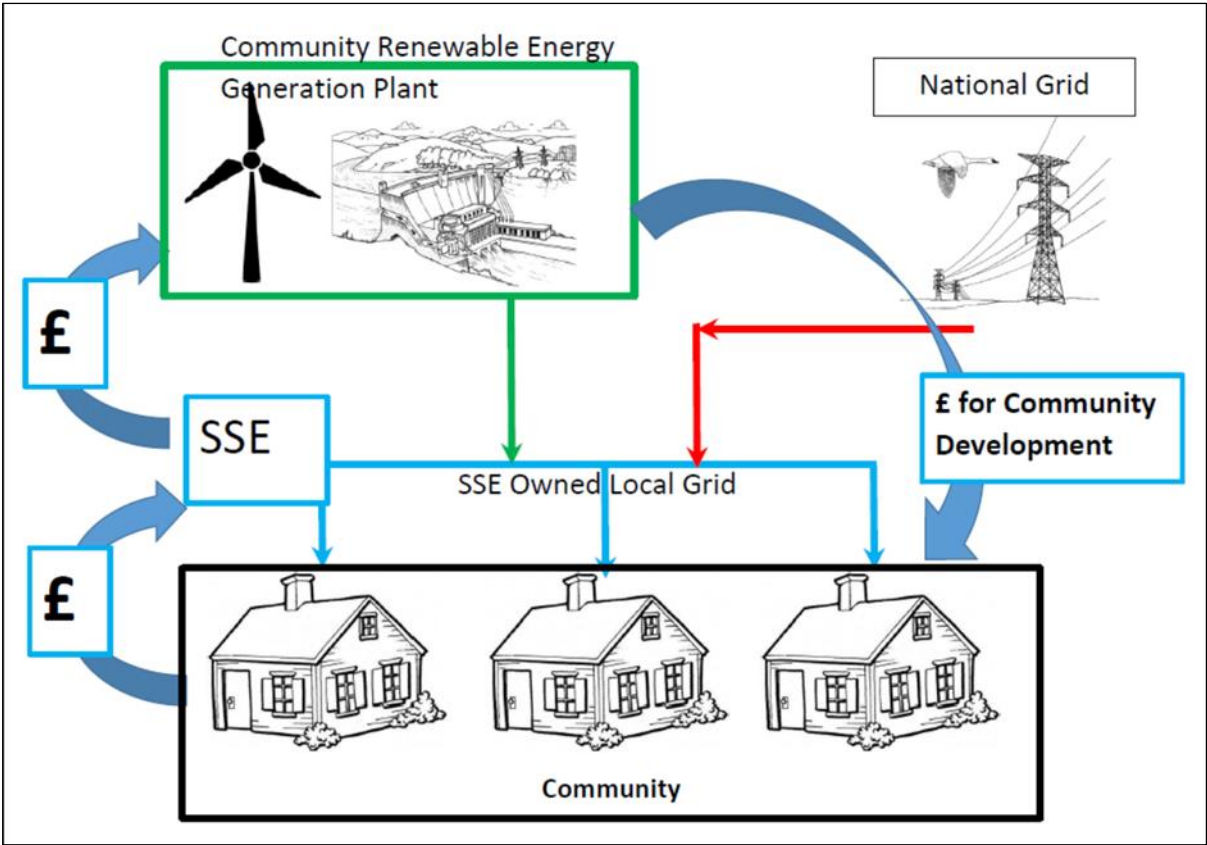 Community Renewable Energy
Generation Plant
National Grid
£
SSE
£ for Community
Development
SSE Owned Local Grid
£
Community